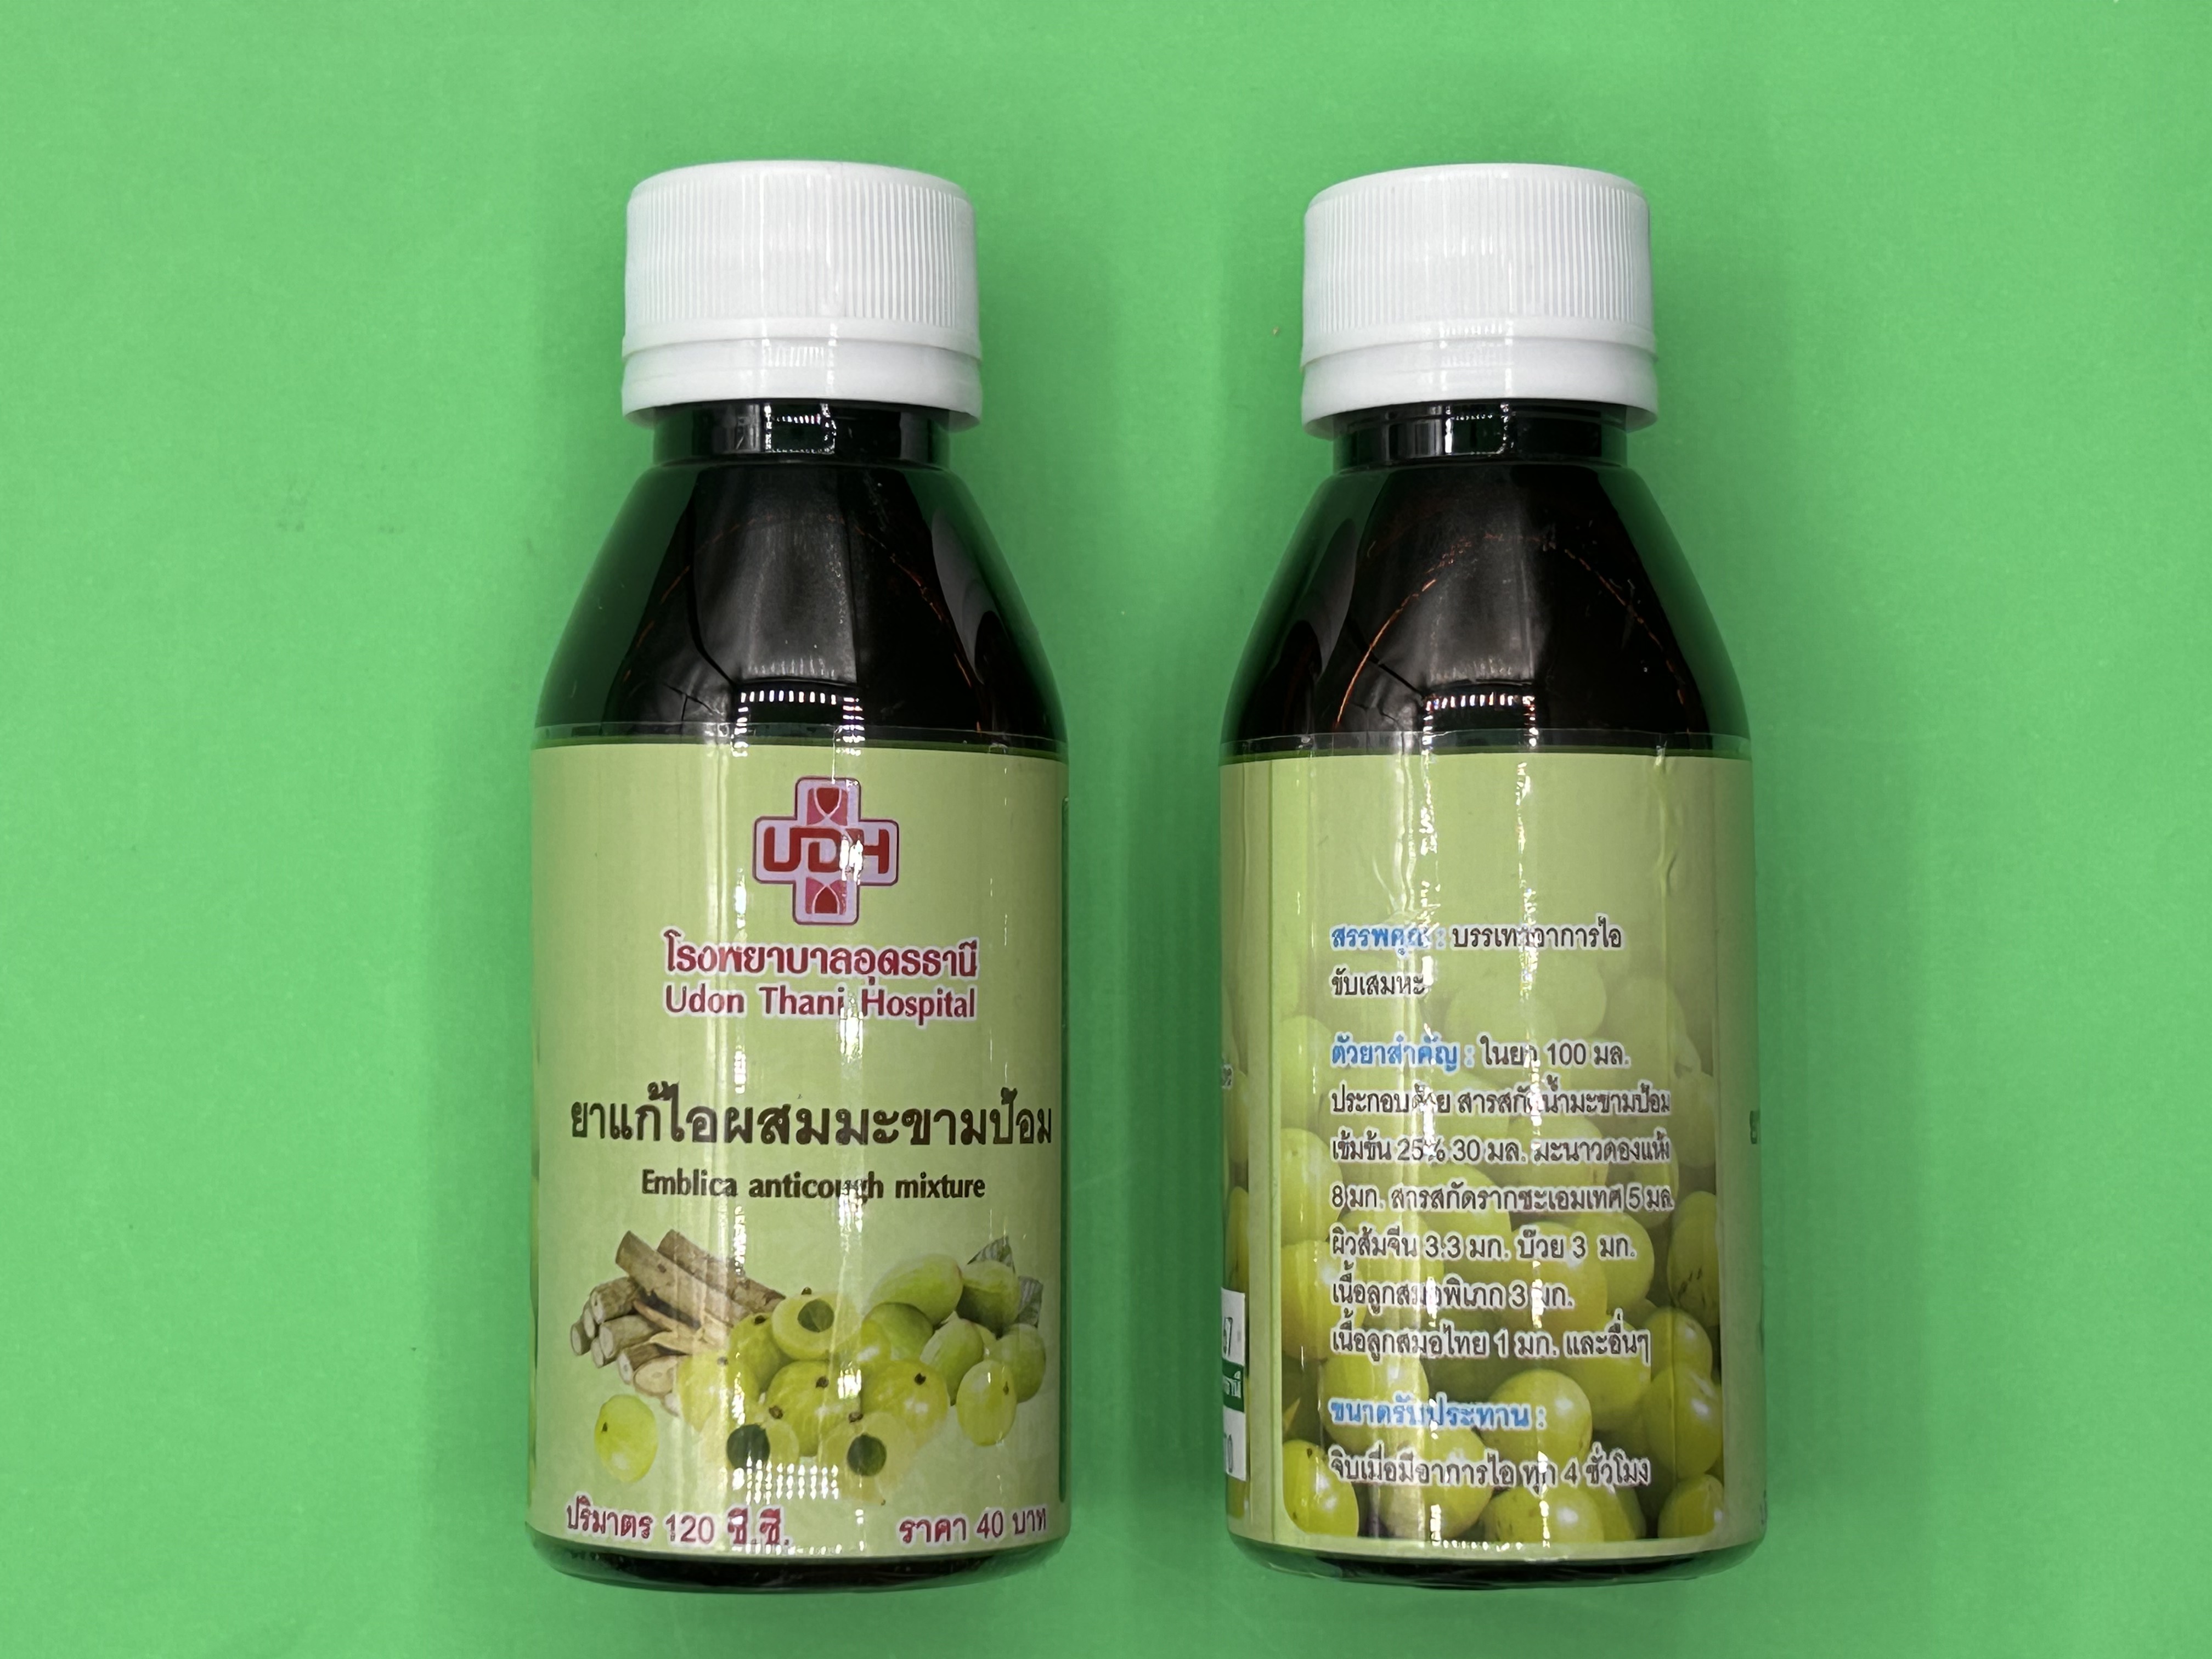 UDH
โรงพยาบาลอุดรธานี
Udon Thani Hospital
ยาแก้ไอผสมมะขามป้อม
Emblica anticough mixture
ปริมาตร 120 ซี.ซี. ราคา 40 บาท
สรรพคุณ : บรรเทาอาการไอ
ขับเสมหะ
ตัวยาสำคัญ : ในยา 100 มล.
ประกอบด้วย สารสกัดน้ำมะขามป้อม
เข้มข้น 25% 30 มล. มะนาวดองแห้ง
8 มก. สารสกัดรากชะเอมเทศ 5 มล.
ผิวส้มจีน 3.3 มก. บ๊วย 3 มก.
เนื้อลูกสมอพิเภก 3 มก.
เนื้อลูกสมอไทย 1 มก. และอื่นๆ
ขนาดรับประทาน :
จิบเมื่อมีอาการไอ ทุก 4 ชั่วโมง